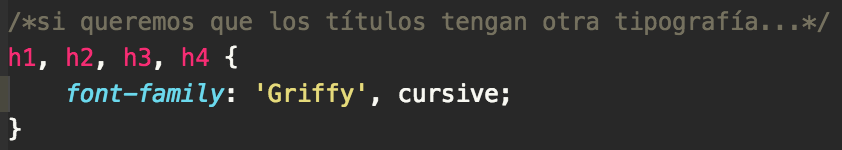 /*si queremos que los títulos tengan otra tipografía...*/
h1, h2, h3, h4 {
    font-family: 'Griffy', cursive;
}